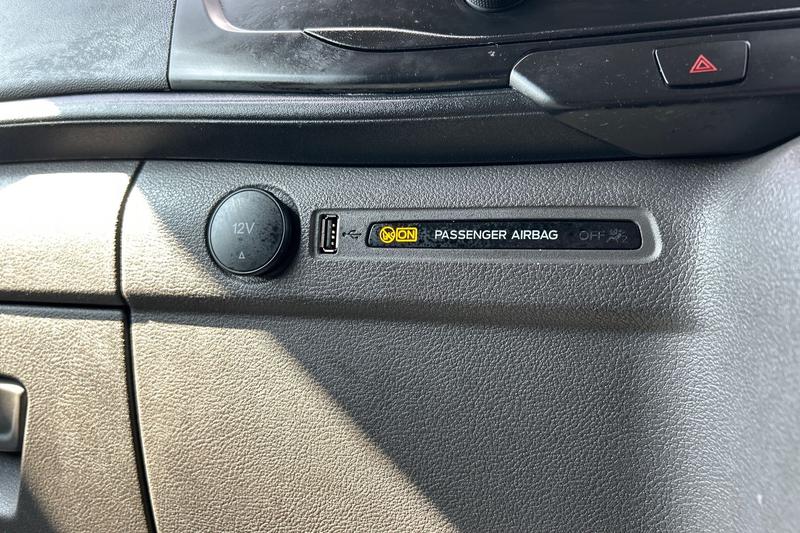 12V
ON PASSENGER AIRBAG OFF